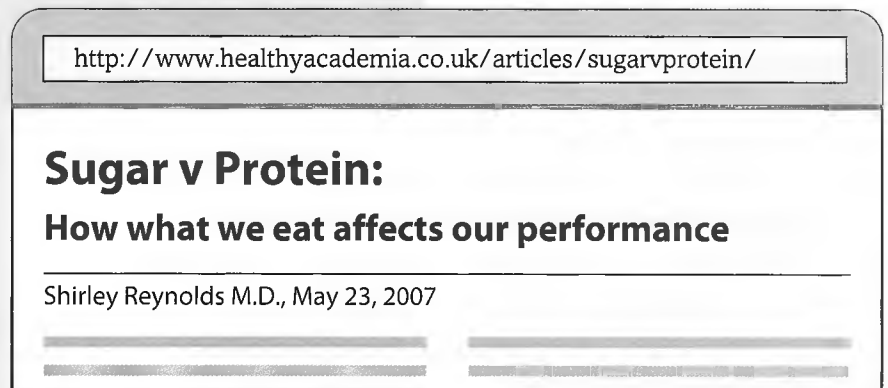 http://www.healthyacademia.co.uk/articles/sugarvprotein/
Sugar v Protein:
How what we eat affects our performance
Shirley Reynolds M.D., May 23, 2007